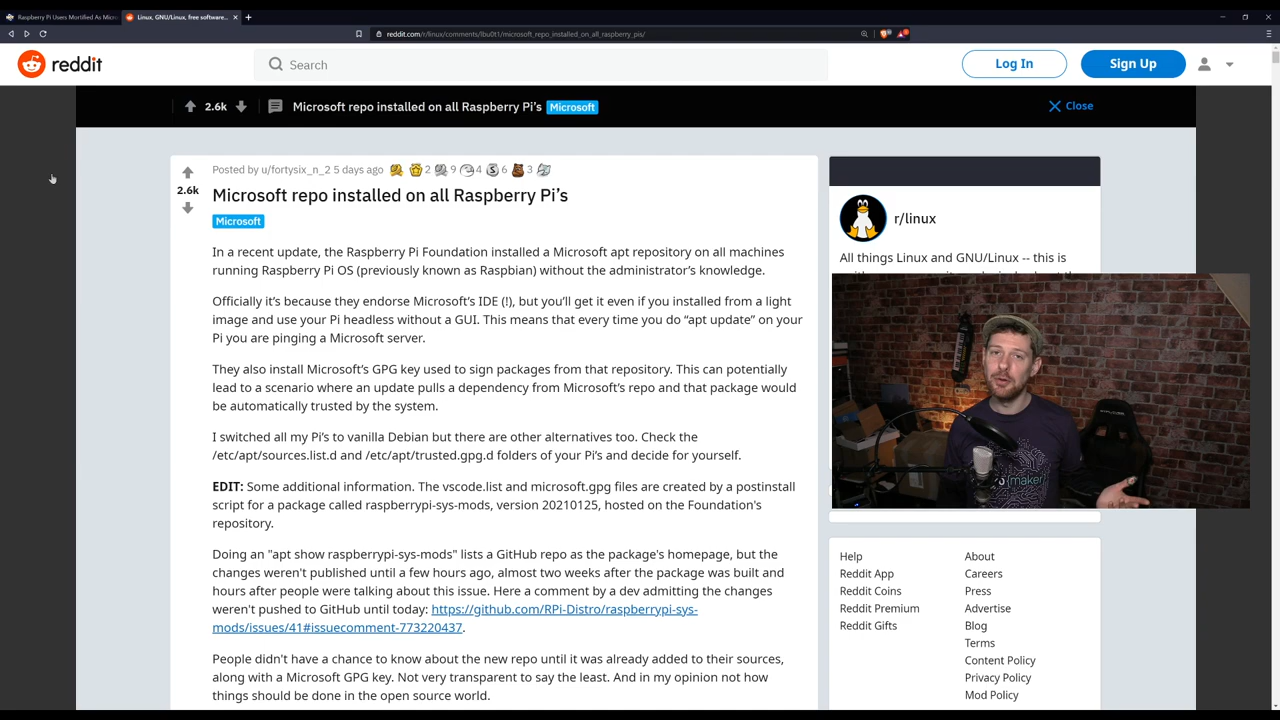 Raspberry Pi Users Mortified As Micro
Linux, GNU/Linux, free software...
reddit.com/r/linux/comments/lbu0t1/microsoft_repo_installed_on_all_raspberry_pis/
reddit
Search
Log In
Sign Up
2.6k
Microsoft repo installed on all Raspberry Pi's
Microsoft
Close
Posted by u/fortysix_n_2 5 days ago
2
9
4
6
3
2.6k
Microsoft repo installed on all Raspberry Pi's
Microsoft
In a recent update, the Raspberry Pi Foundation installed a Microsoft apt repository on all machines
running Raspberry Pi OS (previously known as Raspbian) without the administrator's knowledge.
Officially it's because they endorse Microsoft's IDE (!), but you'll get it even if you installed from a light
image and use your Pi headless without a GUI. This means that every time you do "apt update" on your
Pi you are pinging a Microsoft server.
They also install Microsoft's GPG key used to sign packages from that repository. This can potentially
lead to a scenario where an update pulls a dependency from Microsoft's repo and that package would
be automatically trusted by the system.
I switched all my Pi's to vanilla Debian but there are other alternatives too. Check the
/etc/apt/sources.list.d and /etc/apt/trusted.gpg.d folders of your Pi's and decide for yourself.
EDIT: Some additional information. The vscode.list and microsoft.gpg files are created by a postinstall
script for a package called raspberrypi-sys-mods, version 20210125, hosted on the Foundation's
repository.
Doing an "apt show raspberrypi-sys-mods" lists a GitHub repo as the package's homepage, but the
changes weren't published until a few hours ago, almost two weeks after the package was built and
hours after people were talking about this issue. Here a comment by a dev admitting the changes
weren't pushed to GitHub until today: https://github.com/RPi-Distro/raspberrypi-sys-
mods/issues/41#issuecomment-773220437.
People didn't have a chance to know about the new repo until it was already added to their sources,
along with a Microsoft GPG key. Not very transparent to say the least. And in my opinion not how
things should be done in the open source world.
r/linux
All things Linux and GNU/Linux -- this is
maker
Help
About
Reddit App
Careers
Reddit Coins
Press
Reddit Premium
Advertise
Reddit Gifts
Blog
Terms
Content Policy
Privacy Policy
Mod Policy